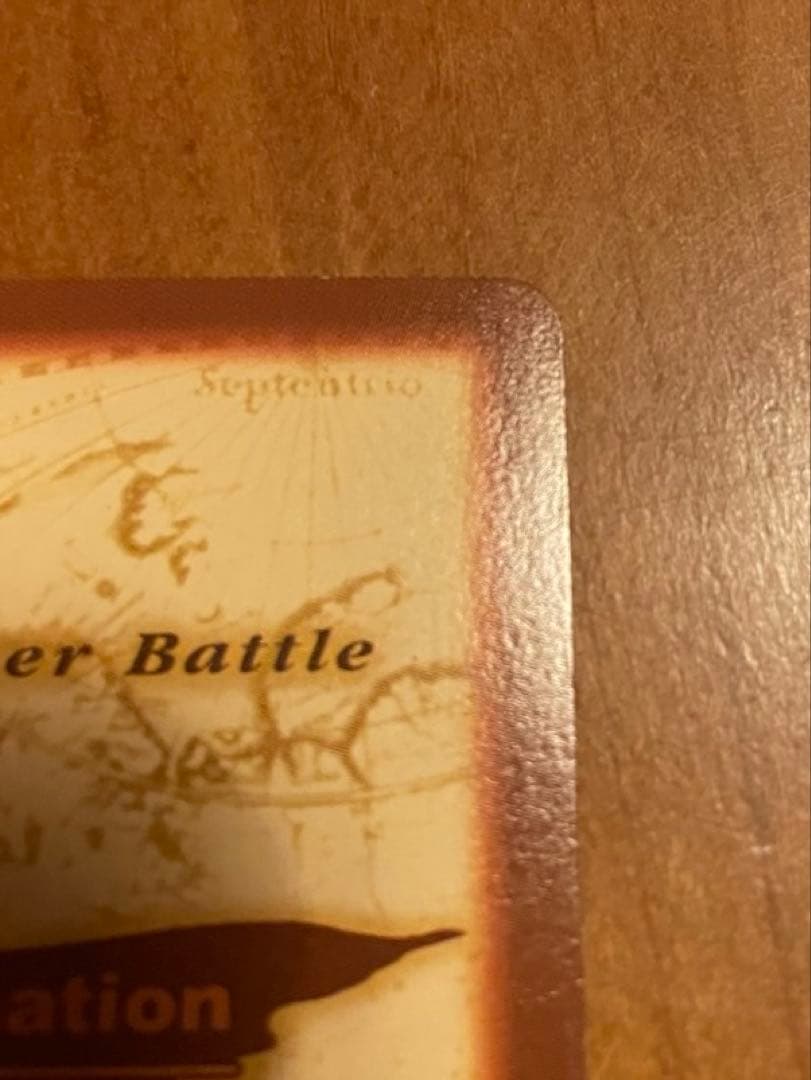 Septentrio
er Battle
ation